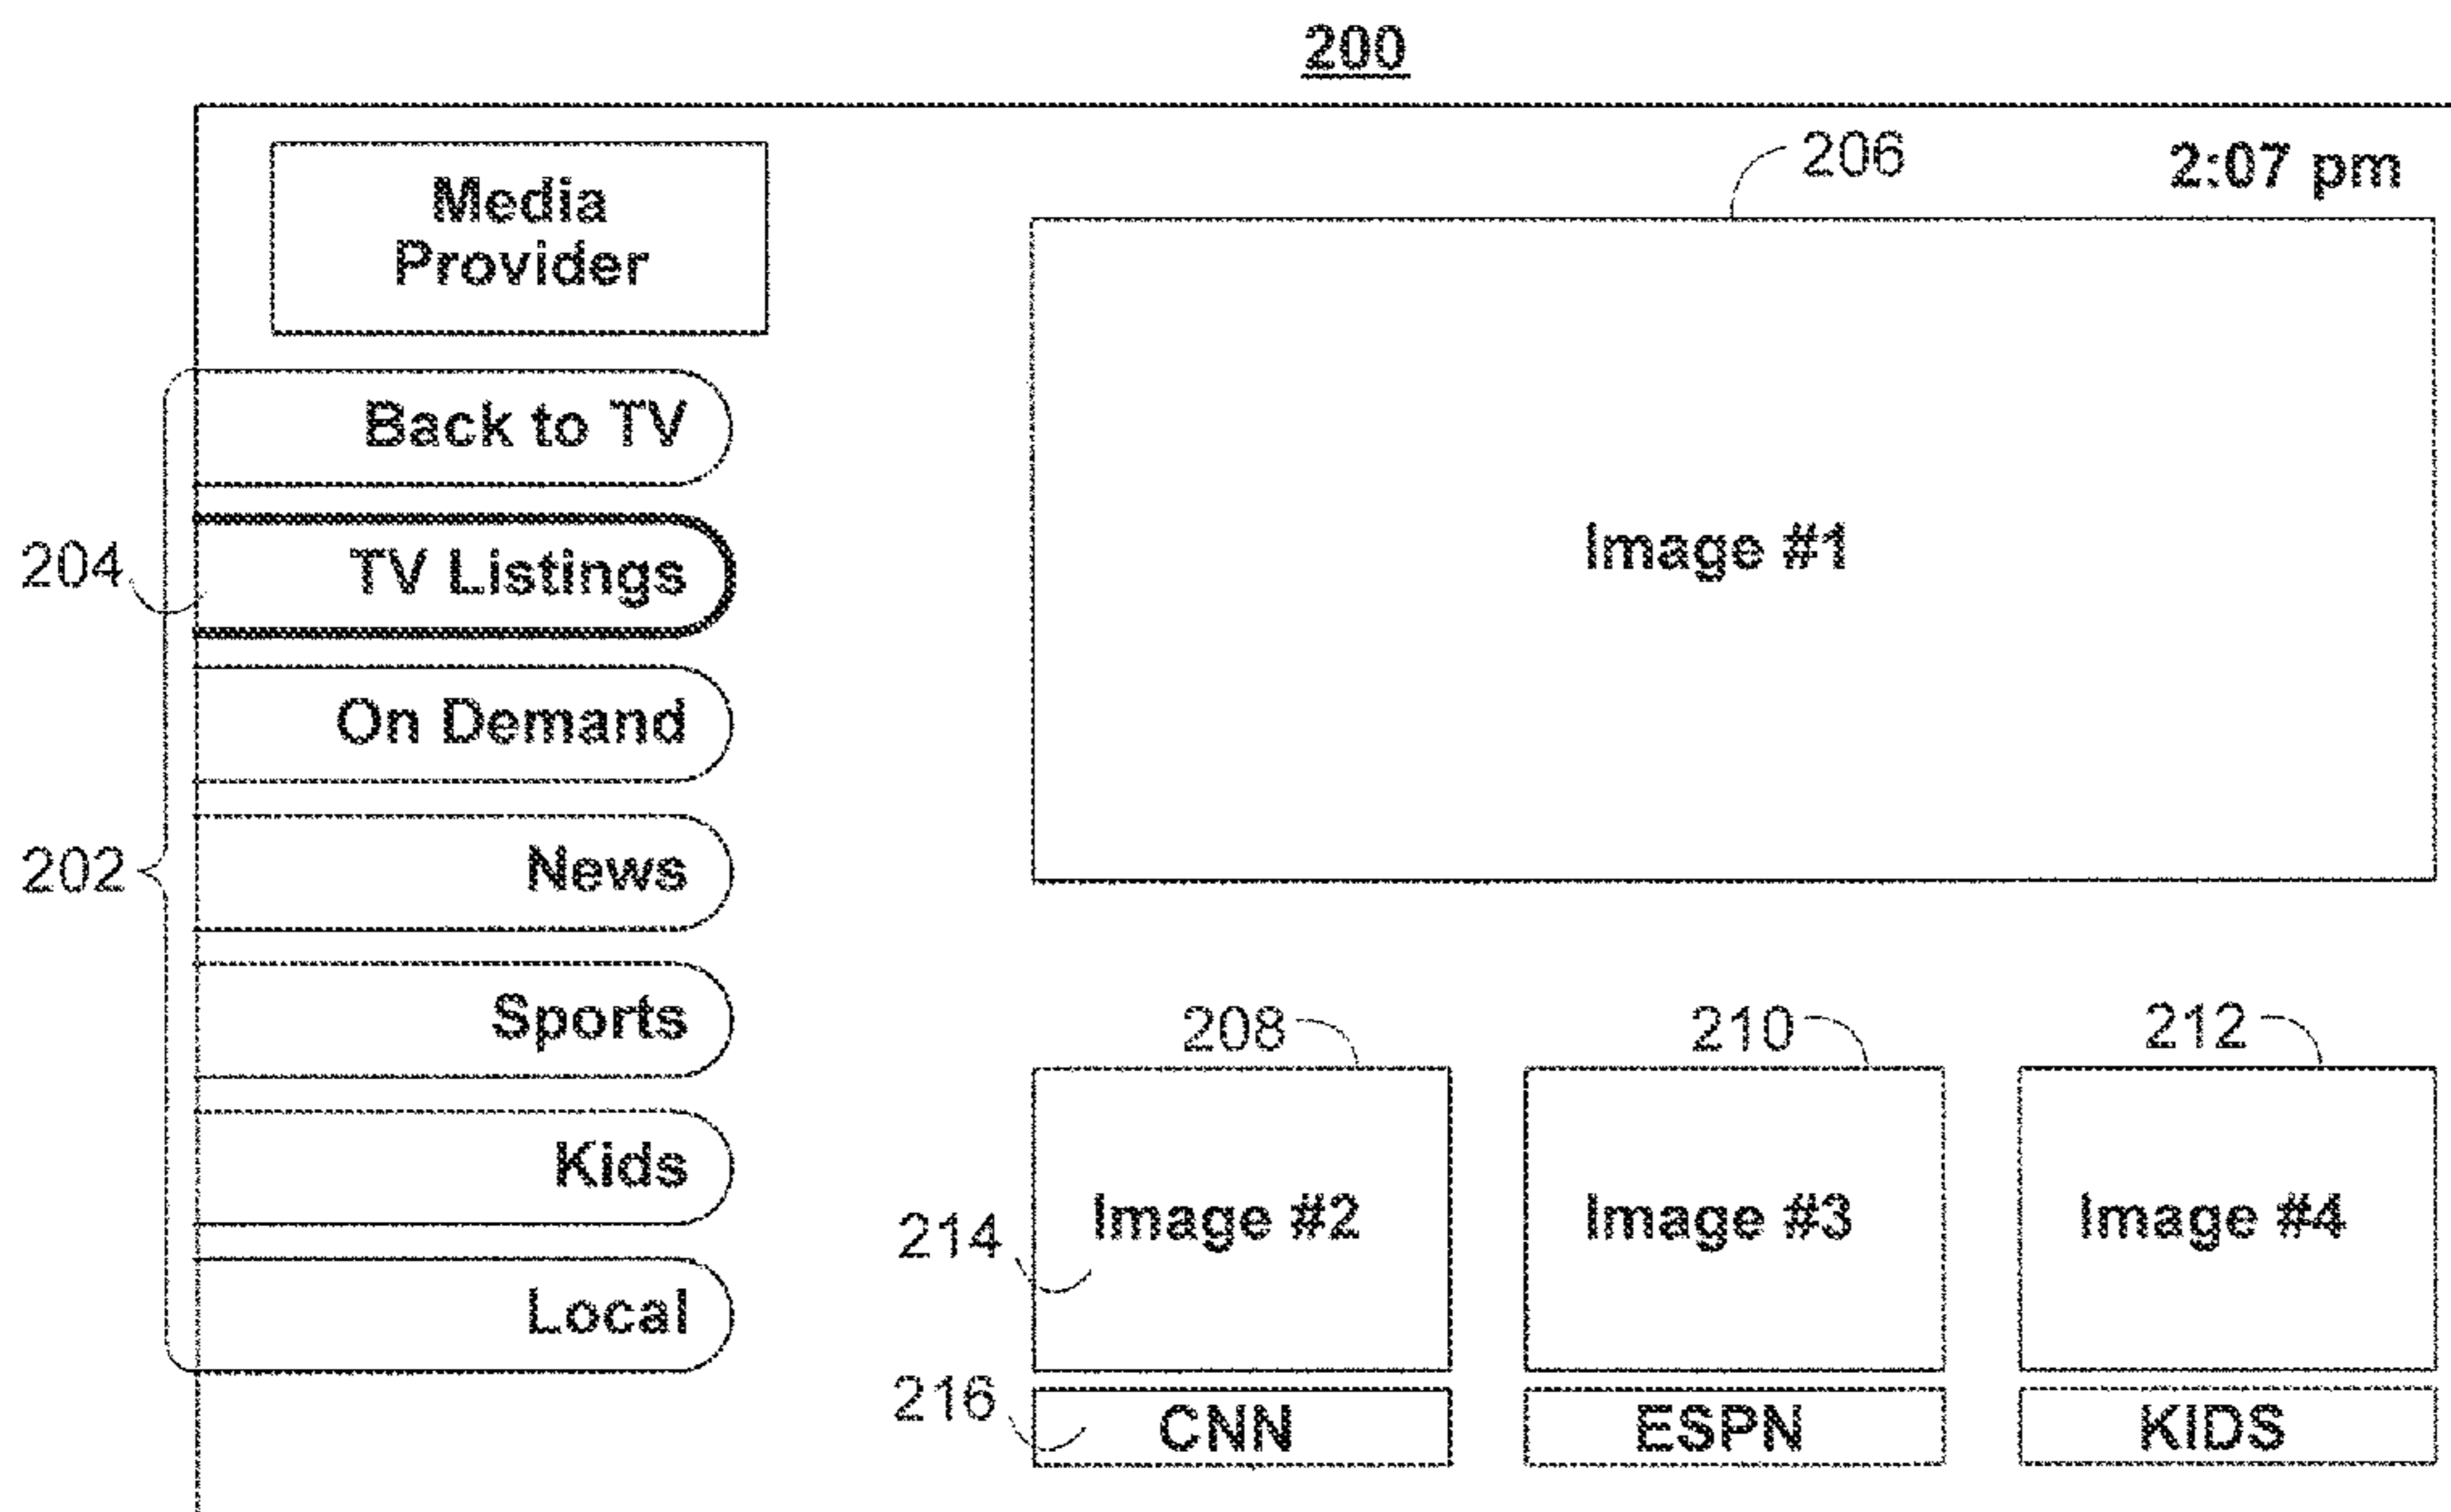 200
206
2:07 pm
Media
Provider
Image #1
Back to TV
204
TV Listings
On Demand
202
News
Sports
Kids
Local
208
210
212
214
Image #2
Image #3
Image #4
216
CNN
ESPN
KIDS